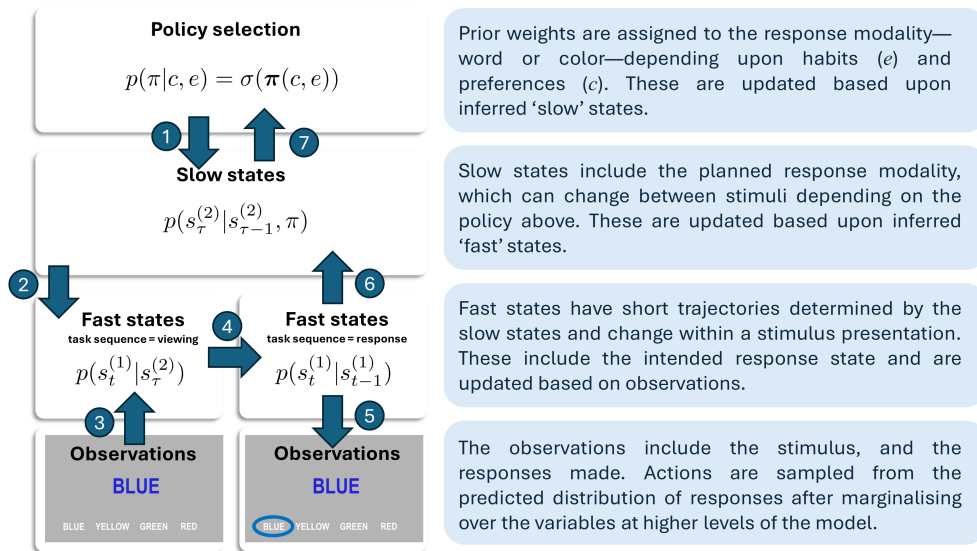 Policy selection
p(π|c, e) = σ(π(c, e))
Prior weights are assigned to the response modality—
word or color—depending upon habits (e) and
preferences (c). These are updated based upon
inferred ‘slow’ states.
1
7
Slow states
p(s_τ^(2)|s_τ−1^(2), π)
Slow states include the planned response modality,
which can change between stimuli depending on the
policy above. These are updated based upon inferred
‘fast’ states.
2
6
Fast states
task sequence = viewing
p(s_t^(1)|s_τ^(2))
4
Fast states
task sequence = response
p(s_t^(1)|s_t−1^(1))
Fast states have short trajectories determined by the
slow states and change within a stimulus presentation.
These include the intended response state and are
updated based on observations.
3
5
Observations
BLUE
BLUE YELLOW GREEN RED
Observations
BLUE
BLUE YELLOW GREEN RED
The observations include the stimulus, and the
responses made. Actions are sampled from the
predicted distribution of responses after marginalising
over the variables at higher levels of the model.